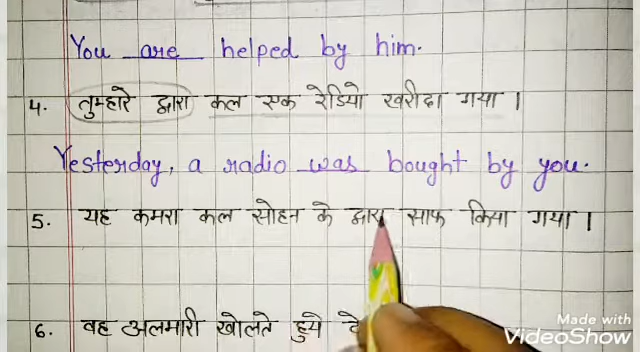 You are helped by him.
4. तुम्हारे द्वारा कल एक रेडियो खरीदा गया ।
Yesterday, a radio was bought by you.
5. यह कमरा कल सोहन के द्वारा साफ किया गया ।
6. वह अलमारी खोलते हुये
Made with
VideoShow